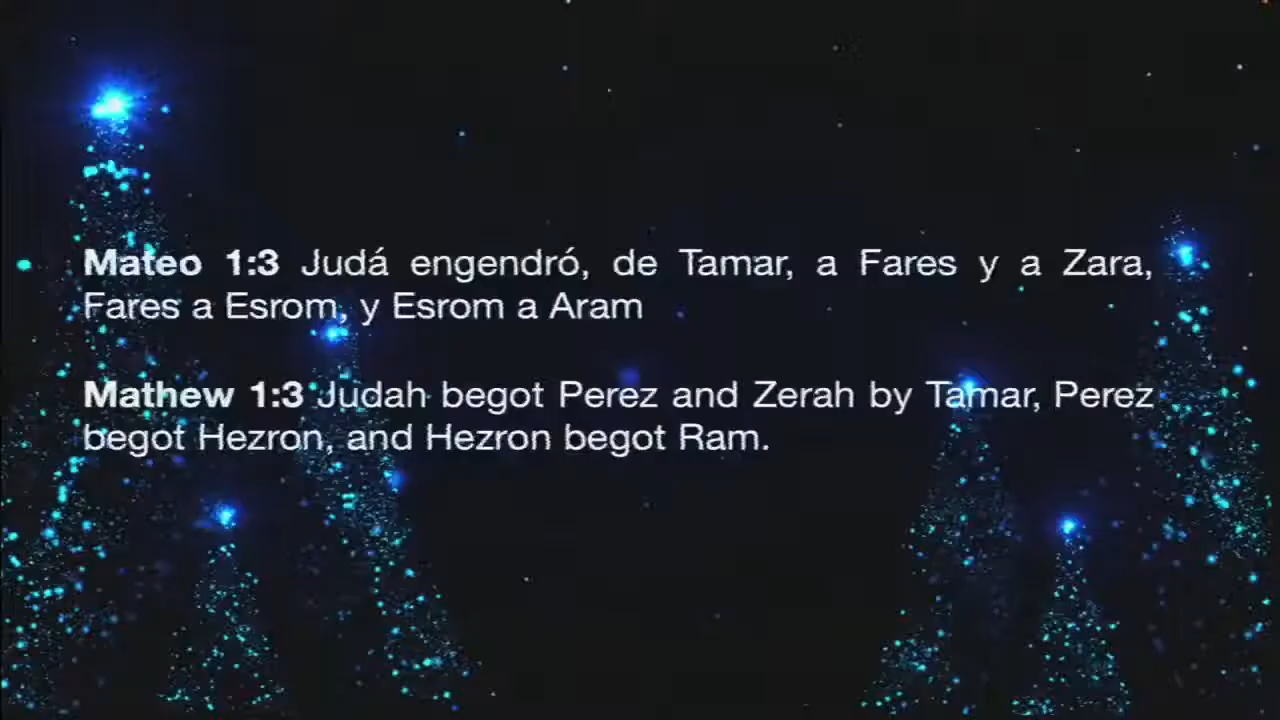 Mateo 1:3 Judá engendró, de Tamar, a Fares y a Zara,
Fares a Esrom, y Esrom a Aram
Mathew 1:3 Judah begot Perez and Zerah by Tamar, Perez
begot Hezron, and Hezron begot Ram.